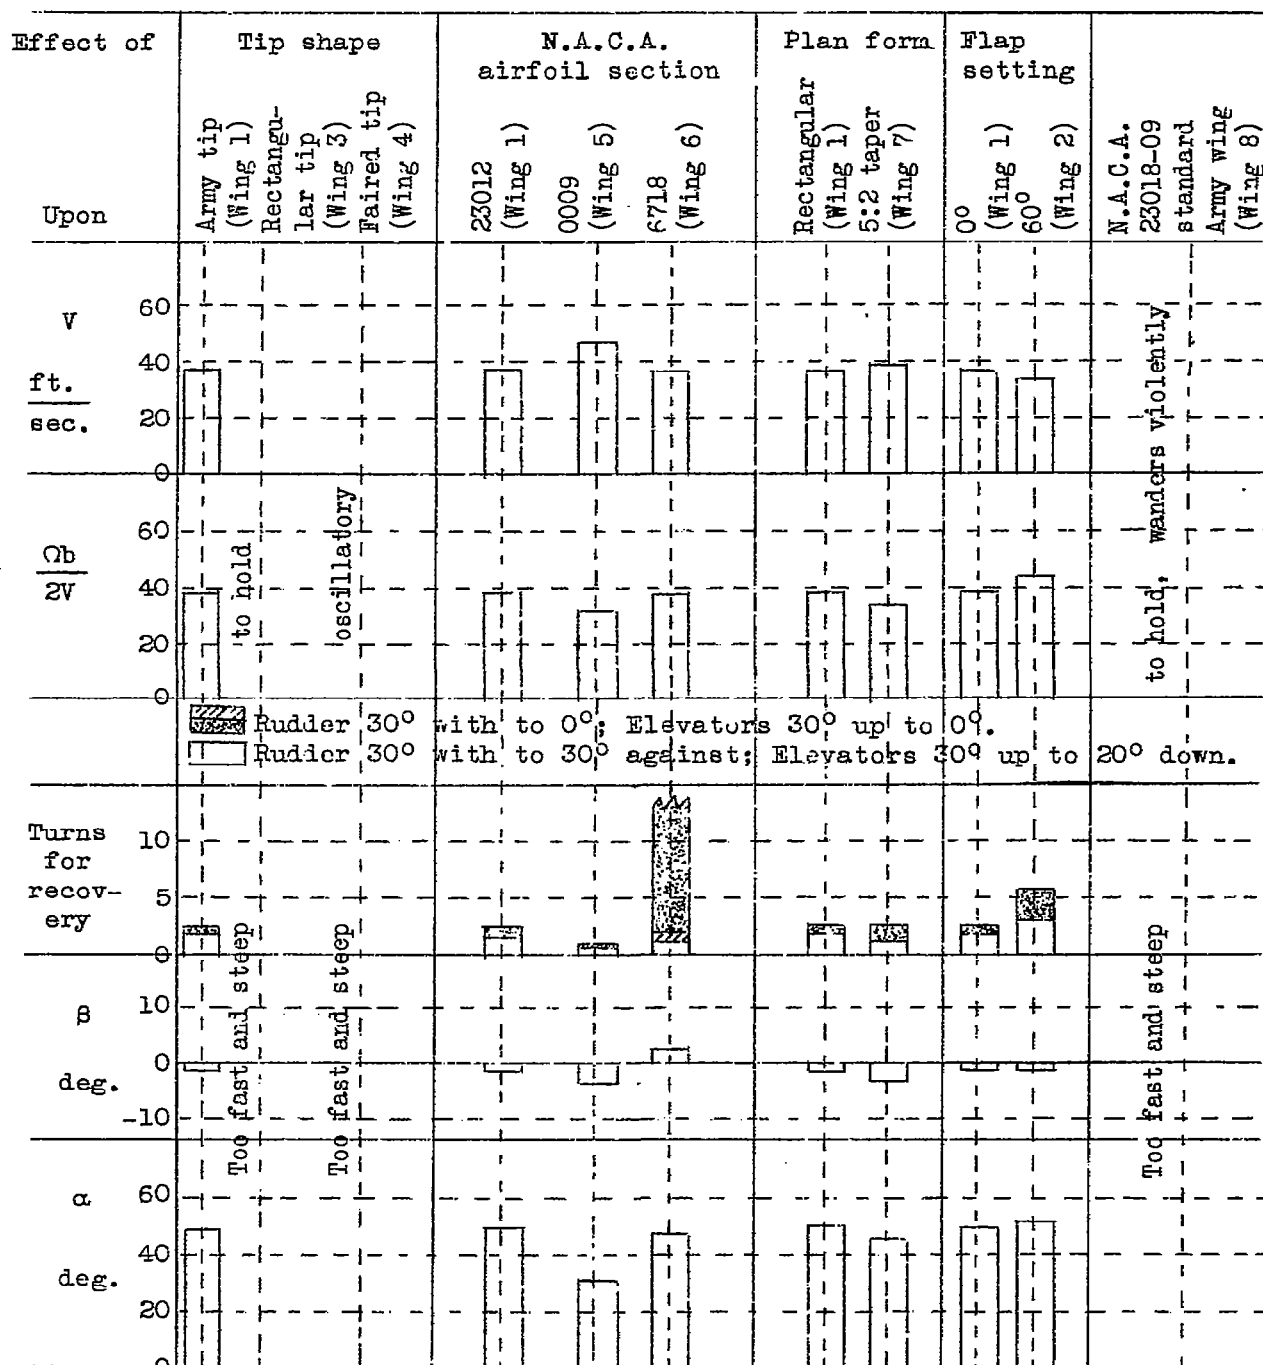 Effect of
Tip shape
N.A.C.A.
airfoil section
Plan form
Flap
setting
Upon
Army tip
(Wing 1)
Rectangu-
lar tip
(Wing 3)
Faired tip
(Wing 4)
23012
(Wing 1)
0009
(Wing 5)
6718
(Wing 6)
Rectangular
(Wing 1)
5:2 taper
(Wing 7)
0°
(Wing 1)
60°
(Wing 2)
N.A.C.A.
23018-09
standard
Army wing
(Wing 8)
V
ft.
sec.
60
40
20
0
Ωb
2V
60
40
20
0
Rudder 30° with to 0°; Elevators 30° up to 0°.
Rudder 30° with to 30° against; Elevators 30° up to 20° down.
Turns
for
recov-
ery
10
5
0
β
deg.
10
0
-10
α
deg.
60
40
20
0
Too fast and steep to hold
Too fast and steep oscillatory
Too fast and steep to hold, wanders violently